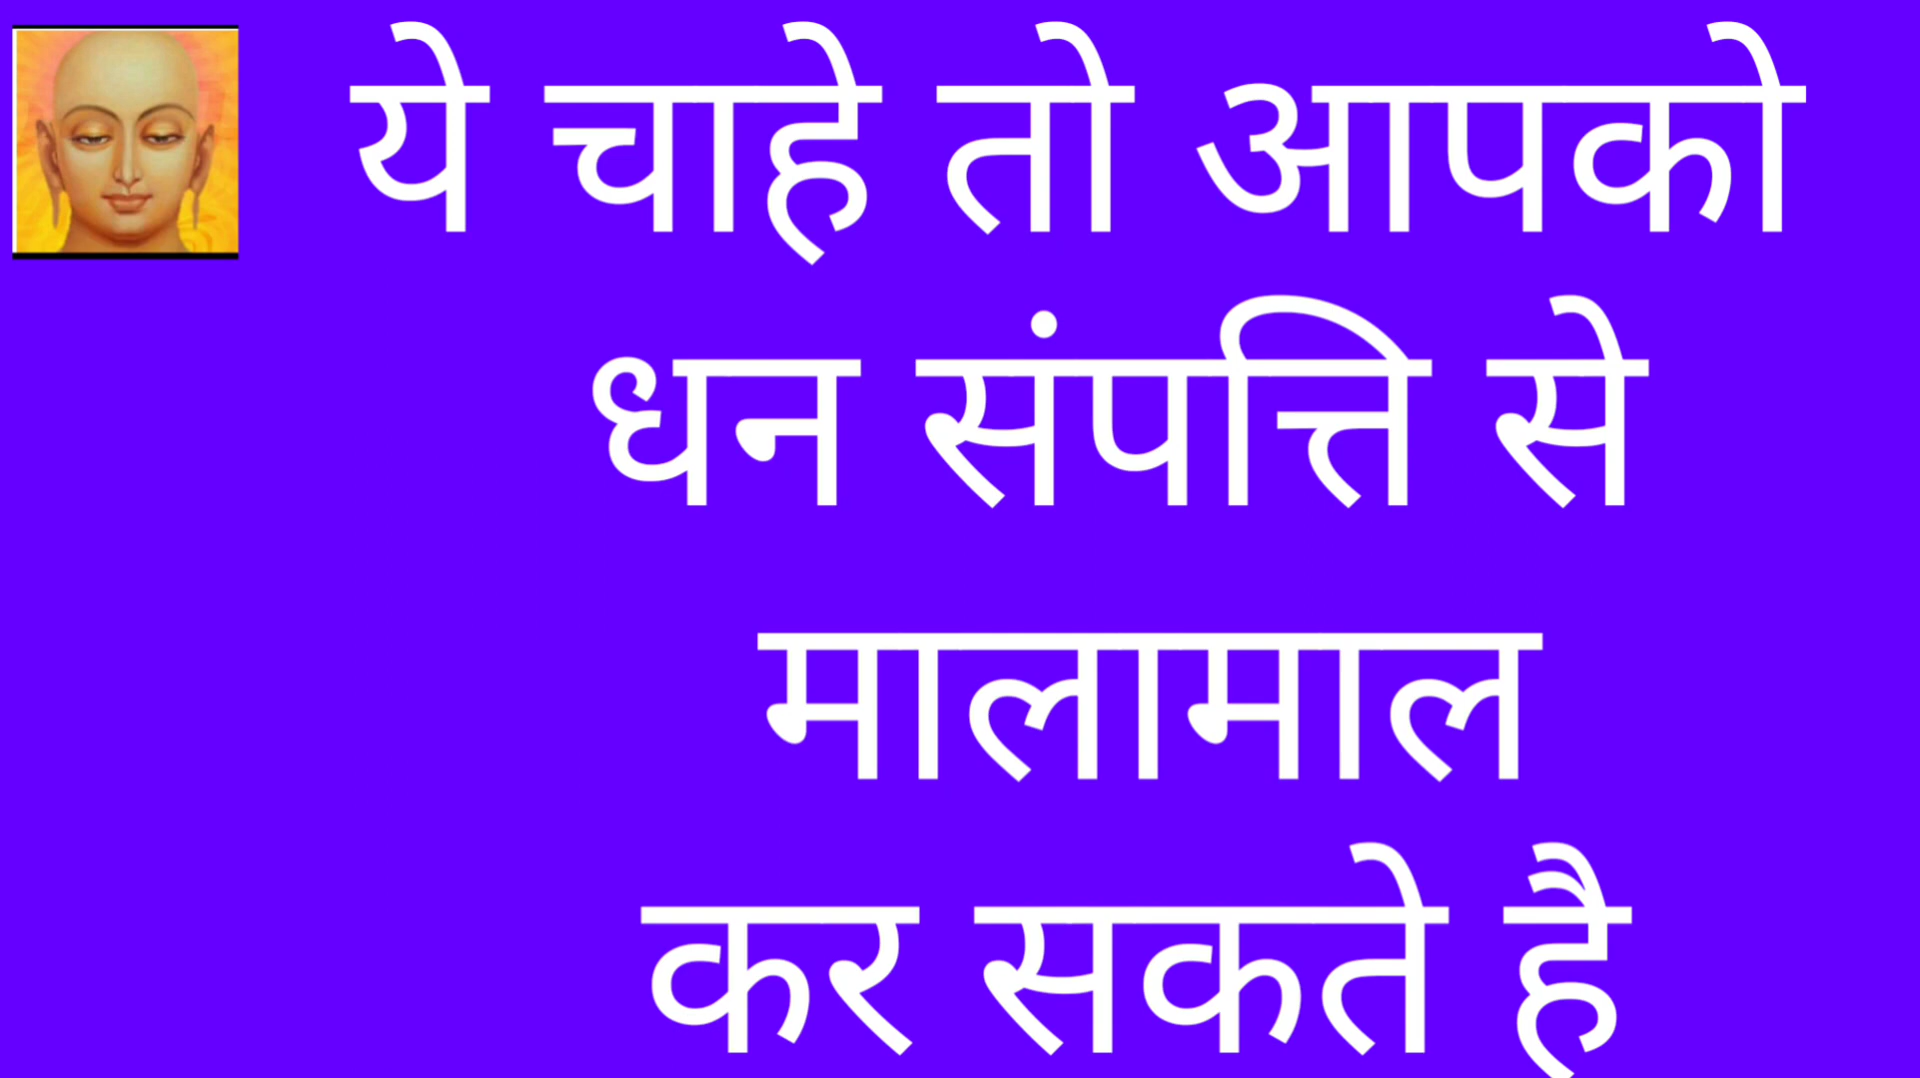 ये चाहे तो आपको
धन संपत्ति से
मालामाल
कर सकते है